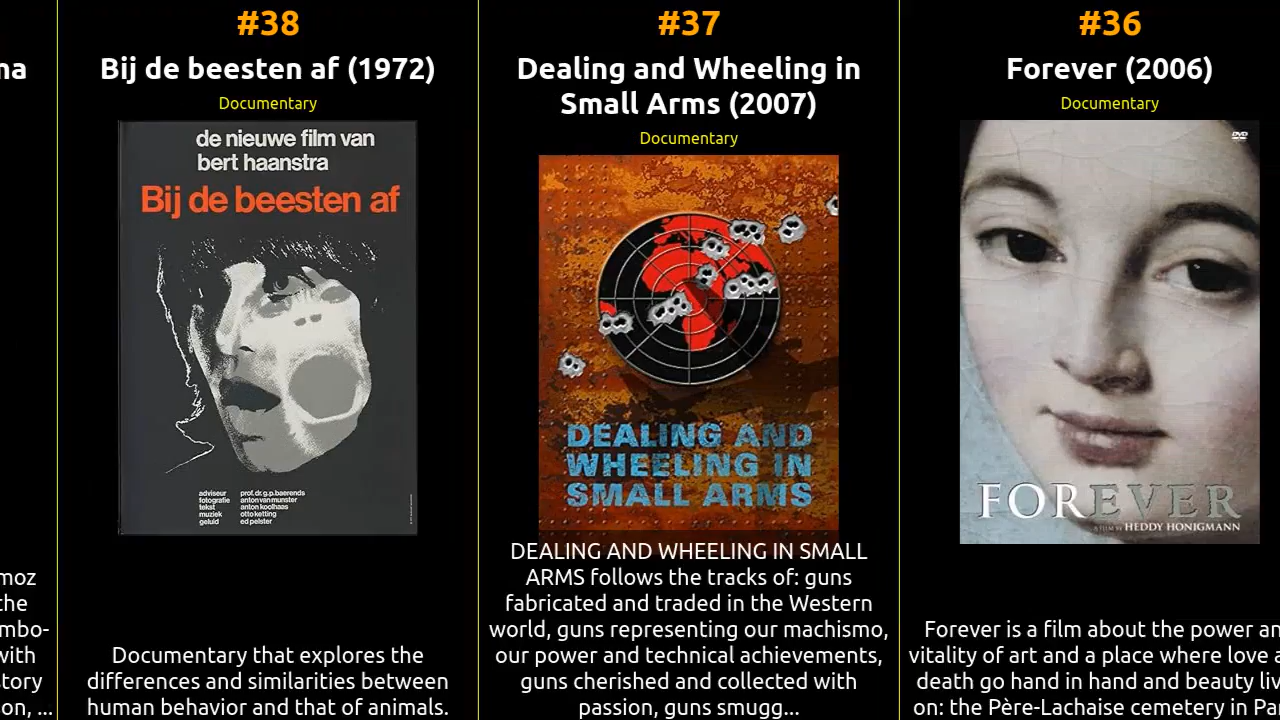 na
moz
the
mbo-
with
story
on, ...
#38
Bij de beesten af (1972)
Documentary
de nieuwe film van
bert haanstra
Bij de beesten af
adviseur prof. dr. g.p. baerends
fotografie anton van munster
tekst anton koolhaas
muziek otto ketting
geluid ed pelster
Documentary that explores the
differences and similarities between
human behavior and that of animals.
#37
Dealing and Wheeling in
Small Arms (2007)
Documentary
DEALING AND
WHEELING IN
SMALL ARMS
DEALING AND WHEELING IN SMALL
ARMS follows the tracks of: guns
fabricated and traded in the Western
world, guns representing our machismo,
our power and technical achievements,
guns cherished and collected with
passion, guns smugg...
#36
Forever (2006)
Documentary
DVD
FOREVER
A FILM BY HEDDY HONIGMANN
Forever is a film about the power an
vitality of art and a place where love a
death go hand in hand and beauty liv
on: the Père-Lachaise cemetery in Pa